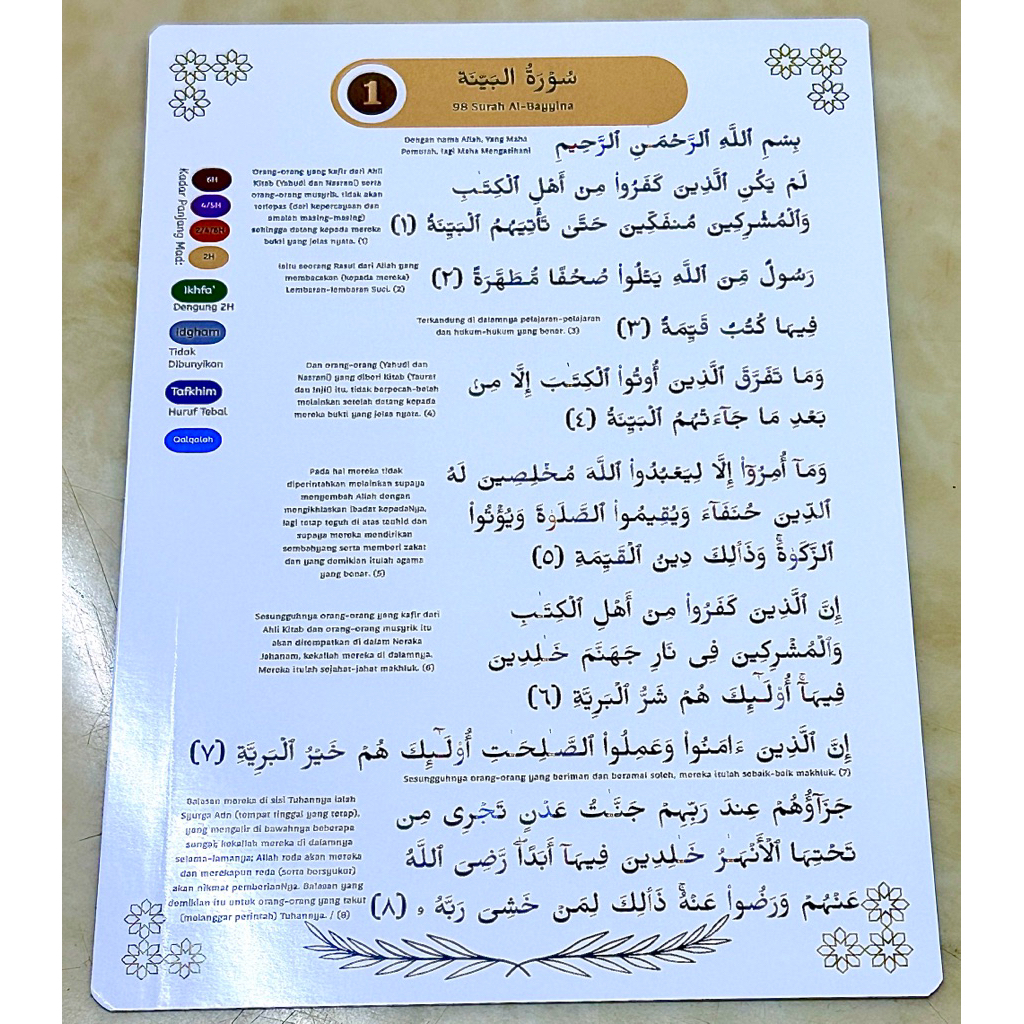 1
سُوْرَةُ البَيّنَة
98 Surah Al-Bayyina
بِسْمِ ٱللَّهِ ٱلرَّحْمَـٰنِ ٱلرَّحِيمِ
Dengan nama Allah, Yang Maha
Pemurah, lagi Maha Mengasihani
لَمْ يَكُنِ ٱلَّذِينَ كَفَرُوا۟ مِنْ أَهْلِ ٱلْكِتَـٰبِ
وَٱلْمُشْرِكِينَ مُنفَكِّينَ حَتَّىٰ تَأْتِيَهُمُ ٱلْبَيِّنَةُ (١)
Orang-orang yang kafir dari Ahli
Kitab (Yahudi dan Nasrani) serta
orang-orang musyrik, tidak akan
terlepas (dari kepercayaan dan
amalan masing-masing)
sehingga datang kepada mereka
bukti yang jelas nyata. (1)
رَسُولٌ مِّنَ ٱللَّهِ يَتْلُوا۟ صُحُفًا مُّطَهَّرَةً (٢)
Iaitu seorang Rasul dari Allah yang
membacakan (kepada mereka)
Lembaran-lembaran Suci. (2)
فِيهَا كُتُبٌ قَيِّمَةٌ (٣)
Terkandung di dalamnya pelajaran-pelajaran
dan hukum-hukum yang benar. (3)
وَمَا تَفَرَّقَ ٱلَّذِينَ أُوتُوا۟ ٱلْكِتَـٰبَ إِلَّا مِنۢ
بَعْدِ مَا جَآءَتْهُمُ ٱلْبَيِّنَةُ (٤)
Dan orang-orang (Yahudi dan
Nasrani) yang diberi Kitab (Taurat
dan Injil) itu, tidak berpecah-belah
melainkan setelah datang kepada
mereka bukti yang jelas nyata. (4)
وَمَآ أُمِرُوٓا۟ إِلَّا لِيَعْبُدُوا۟ ٱللَّهَ مُخْلِصِينَ لَهُ
ٱلدِّينَ حُنَفَآءَ وَيُقِيمُوا۟ ٱلصَّلَوٰةَ وَيُؤْتُوا۟
ٱلزَّكَوٰةَۚ وَذَٰلِكَ دِينُ ٱلْقَيِّمَةِ (٥)
Pada hal mereka tidak
diperintahkan melainkan supaya
menyembah Allah dengan
mengikhlaskan ibadat kepadaNya,
lagi tetap teguh di atas tauhid dan
supaya mereka mendirikan
sembahyang serta memberi zakat
dan yang demikian itulah agama
yang benar. (5)
إِنَّ ٱلَّذِينَ كَفَرُوا۟ مِنْ أَهْلِ ٱلْكِتَـٰبِ
وَٱلْمُشْرِكِينَ فِى نَارِ جَهَنَّمَ خَـٰلِدِينَ
فِيهَآۚ أُو۟لَـٰٓئِكَ هُمْ شَرُّ ٱلْبَرِيَّةِ (٦)
Sesungguhnya orang-orang yang kafir dari
Ahli Kitab dan orang-orang musyrik itu
akan ditempatkan di dalam Neraka
Jahanam, kekallah mereka di dalamnya.
Mereka itulah sejahat-jahat makhluk. (6)
إِنَّ ٱلَّذِينَ ءَامَنُوا۟ وَعَمِلُوا۟ ٱلصَّـٰلِحَـٰتِ أُو۟لَـٰٓئِكَ هُمْ خَيْرُ ٱلْبَرِيَّةِ (٧)
Sesungguhnya orang-orang yang beriman dan beramal soleh, mereka itulah sebaik-baik makhluk. (7)
جَزَآؤُهُمْ عِندَ رَبِّهِمْ جَنَّـٰتُ عَدْنٍ تَجْرِى مِن
تَحْتِهَا ٱلْأَنْهَـٰرُ خَـٰلِدِينَ فِيهَآ أَبَدًاۖ رَّضِىَ ٱللَّهُ
عَنْهُمْ وَرَضُوا۟ عَنْهُۚ ذَٰلِكَ لِمَنْ خَشِىَ رَبَّهُۥ (٨)
Balasan mereka di sisi Tuhannya ialah
Syurga Adn (tempat tinggal yang tetap),
yang mengalir di bawahnya beberapa
sungai; kekallah mereka di dalamnya
selama-lamanya; Allah reda akan mereka
dan merekapun reda (serta bersyukur)
akan nikmat pemberianNya. Balasan yang
demikian itu untuk orang-orang yang takut
(melanggar perintah) Tuhannya. / (8)
Kadar Panjang Mad:
6H
4/5H
2/4/6H
2H
Ikhfa'
Dengung 2H
Idgham
Tidak
Dibunyikan
Tafkhim
Huruf Tebal
Qalqalah